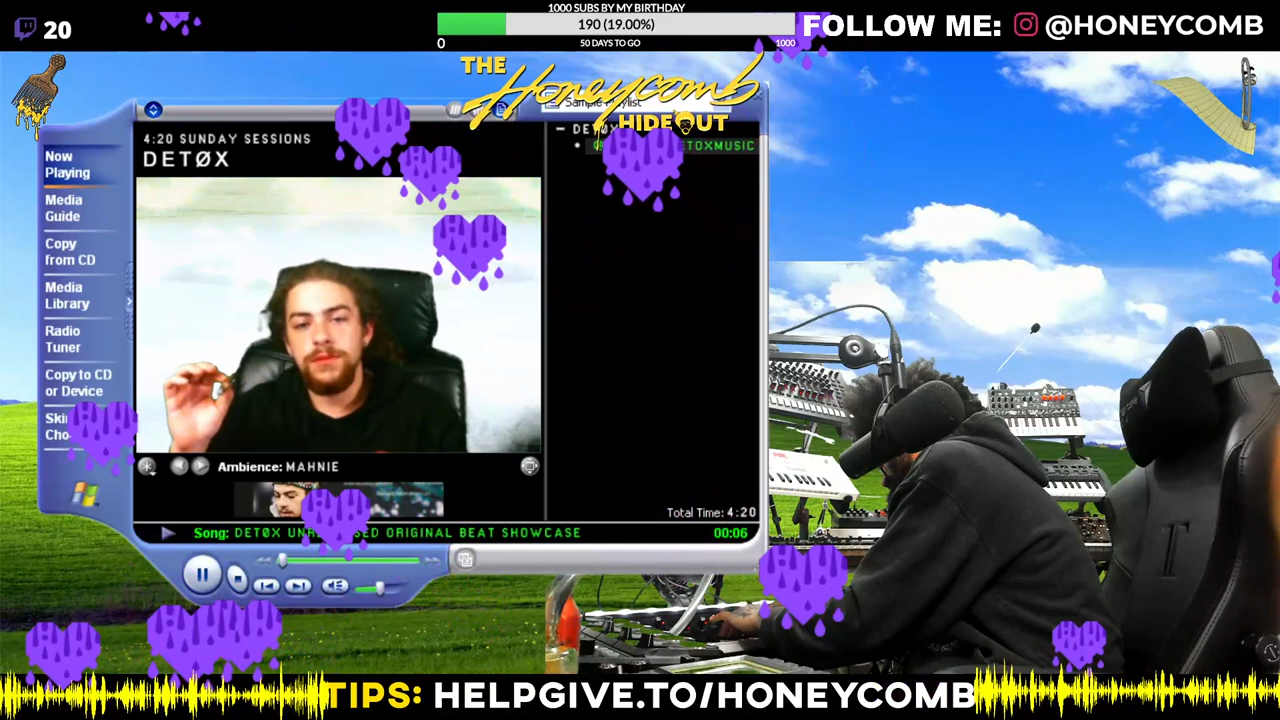 20
1000 SUBS BY MY BIRTHDAY
190 (19.00%)
0
50 DAYS TO GO
1000
FOLLOW ME: @HONEYCOMB
THE
Honeycomb
HIDEOUT
Sample Playlist
4:20 SUNDAY SESSIONS
DETØX
DETØX
TOXMUSIC
Now
Playing
Media
Guide
Copy
from CD
Media
Library
Radio
Tuner
Copy to CD
or Device
Ambience: MAHNIE
Total Time: 4:20
Song: DETØX ORIGINAL BEAT SHOWCASE
00:06
T
TIPS: HELPGIVE.TO/HONEYCOMB